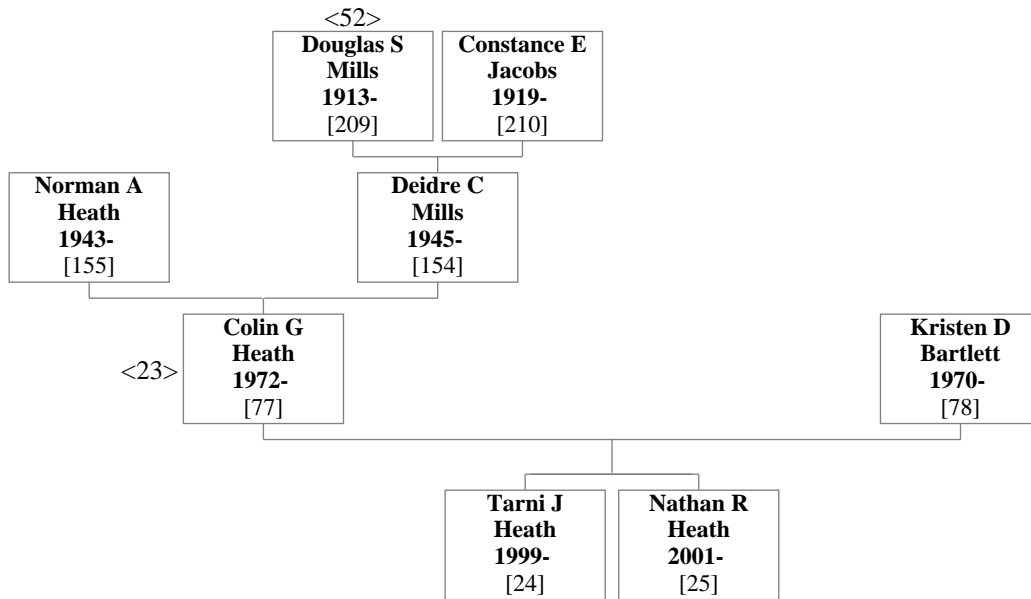 <52>
Douglas S
Mills
1913-
[209]
Constance E
Jacobs
1919-
[210]
Norman A
Heath
1943-
[155]
Deidre C
Mills
1945-
[154]
<23>
Colin G
Heath
1972-
[77]
Kristen D
Bartlett
1970-
[78]
Tarni J
Heath
1999-
[24]
Nathan R
Heath
2001-
[25]